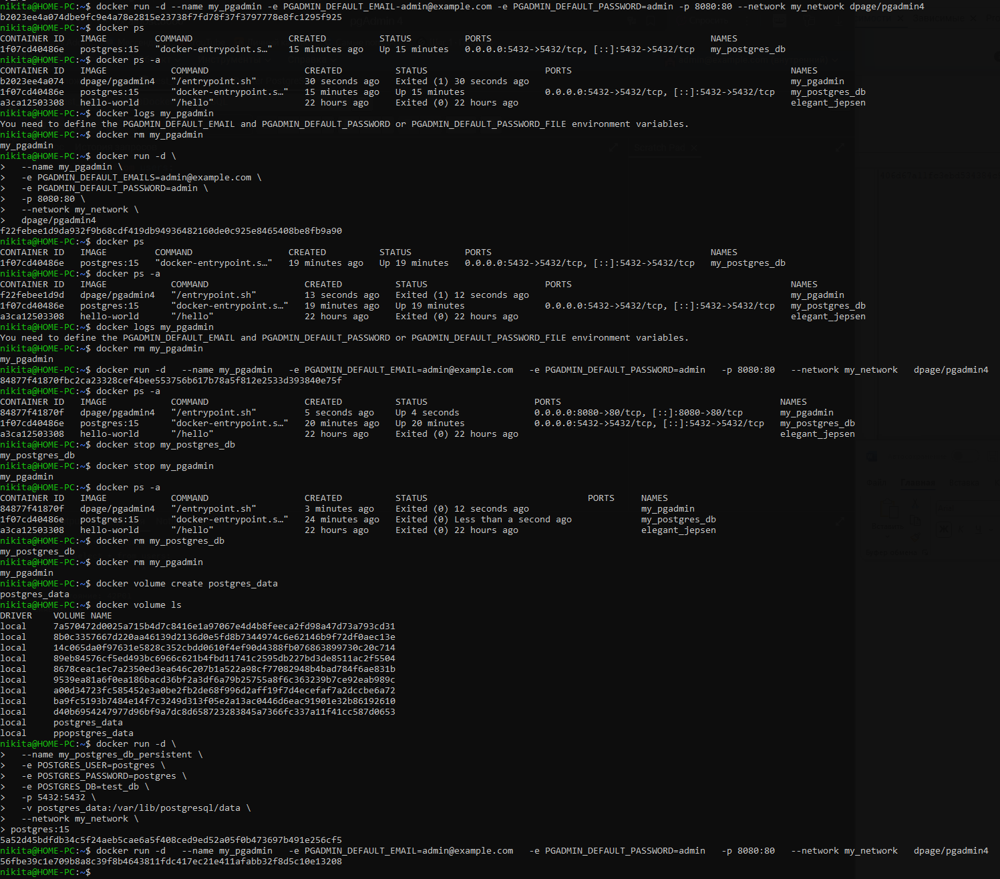 nikita@HOME-PC:~$ docker run -d --name my_pgadmin -e PGADMIN_DEFAULT_EMAIL-admin@example.com -e PGADMIN_DEFAULT_PASSWORD=admin -p 8080:80 --network my_network dpage/pgadmin4
b2023ee4a074dbe9fc9e4a78e2815e23738f7fd78f37f3797778e8fc1295f925
nikita@HOME-PC:~$ docker ps
CONTAINER ID   IMAGE         COMMAND                  CREATED          STATUS          PORTS                                         NAMES
1f07cd40486e   postgres:15   "docker-entrypoint.s…"   15 minutes ago   Up 15 minutes   0.0.0.0:5432->5432/tcp, [::]:5432->5432/tcp   my_postgres_db
nikita@HOME-PC:~$ docker ps -a
CONTAINER ID   IMAGE            COMMAND                  CREATED          STATUS                      PORTS                                         NAMES
b2023ee4a074   dpage/pgadmin4   "/entrypoint.sh"         30 seconds ago   Exited (1) 30 seconds ago                                                 my_pgadmin
1f07cd40486e   postgres:15      "docker-entrypoint.s…"   15 minutes ago   Up 15 minutes               0.0.0.0:5432->5432/tcp, [::]:5432->5432/tcp   my_postgres_db
a3ca12503308   hello-world      "/hello"                 22 hours ago     Exited (0) 22 hours ago                                                   elegant_jepsen
nikita@HOME-PC:~$ docker logs my_pgadmin
You need to define the PGADMIN_DEFAULT_EMAIL and PGADMIN_DEFAULT_PASSWORD or PGADMIN_DEFAULT_PASSWORD_FILE environment variables.
nikita@HOME-PC:~$ docker rm my_pgadmin
my_pgadmin
nikita@HOME-PC:~$ docker run -d \
>   --name my_pgadmin \
>   -e PGADMIN_DEFAULT_EMAILS=admin@example.com \
>   -e PGADMIN_DEFAULT_PASSWORD=admin \
>   -p 8080:80 \
>   --network my_network \
>   dpage/pgadmin4
f22febee1d9da932f9b68cdf419db94936482160de0c925e8465408be8fb9a90
nikita@HOME-PC:~$ docker ps
CONTAINER ID   IMAGE         COMMAND                  CREATED          STATUS          PORTS                                         NAMES
1f07cd40486e   postgres:15   "docker-entrypoint.s…"   19 minutes ago   Up 19 minutes   0.0.0.0:5432->5432/tcp, [::]:5432->5432/tcp   my_postgres_db
nikita@HOME-PC:~$ docker ps -a
CONTAINER ID   IMAGE            COMMAND                  CREATED          STATUS                      PORTS                                         NAMES
f22febee1d9d   dpage/pgadmin4   "/entrypoint.sh"         13 seconds ago   Exited (1) 12 seconds ago                                                 my_pgadmin
1f07cd40486e   postgres:15      "docker-entrypoint.s…"   19 minutes ago   Up 19 minutes               0.0.0.0:5432->5432/tcp, [::]:5432->5432/tcp   my_postgres_db
a3ca12503308   hello-world      "/hello"                 22 hours ago     Exited (0) 22 hours ago                                                   elegant_jepsen
nikita@HOME-PC:~$ docker logs my_pgadmin
You need to define the PGADMIN_DEFAULT_EMAIL and PGADMIN_DEFAULT_PASSWORD or PGADMIN_DEFAULT_PASSWORD_FILE environment variables.
nikita@HOME-PC:~$ docker rm my_pgadmin
my_pgadmin
nikita@HOME-PC:~$ docker run -d   --name my_pgadmin   -e PGADMIN_DEFAULT_EMAIL=admin@example.com   -e PGADMIN_DEFAULT_PASSWORD=admin   -p 8080:80   --network my_network   dpage/pgadmin4
84877f41870fbc2ca23328cef4bee553756b617b78a5f812e2533d393840e75f
nikita@HOME-PC:~$ docker ps -a
CONTAINER ID   IMAGE            COMMAND                  CREATED          STATUS                    PORTS                                         NAMES
84877f41870f   dpage/pgadmin4   "/entrypoint.sh"         5 seconds ago    Up 4 seconds              0.0.0.0:8080->80/tcp, [::]:8080->80/tcp       my_pgadmin
1f07cd40486e   postgres:15      "docker-entrypoint.s…"   20 minutes ago   Up 20 minutes             0.0.0.0:5432->5432/tcp, [::]:5432->5432/tcp   my_postgres_db
a3ca12503308   hello-world      "/hello"                 22 hours ago     Exited (0) 22 hours ago                                                 elegant_jepsen
nikita@HOME-PC:~$ docker stop my_postgres_db
my_postgres_db
nikita@HOME-PC:~$ docker stop my_pgadmin
my_pgadmin
nikita@HOME-PC:~$ docker ps -a
CONTAINER ID   IMAGE            COMMAND                  CREATED          STATUS                              PORTS     NAMES
84877f41870f   dpage/pgadmin4   "/entrypoint.sh"         3 minutes ago    Exited (0) 12 seconds ago                     my_pgadmin
1f07cd40486e   postgres:15      "docker-entrypoint.s…"   24 minutes ago   Exited (0) Less than a second ago             my_postgres_db
a3ca12503308   hello-world      "/hello"                 22 hours ago     Exited (0) 22 hours ago                       elegant_jepsen
nikita@HOME-PC:~$ docker rm my_postgres_db
my_postgres_db
nikita@HOME-PC:~$ docker rm my_pgadmin
my_pgadmin
nikita@HOME-PC:~$ docker volume create postgres_data
postgres_data
nikita@HOME-PC:~$ docker volume ls
DRIVER    VOLUME NAME
local     7a570472d0025a715b4d7c8416e1a97067e4d4b8feeca2fd98a47d73a793cd31
local     8b0c3357667d220aa46139d2136d0e5fd8b7344974c6e62146b9f72df0aec13e
local     14c065da0f97631e5828c352cbdd0610f4ef90d4388fb076863899730c20c714
local     89eb84576cf5ed493bc6966c621b4fbd11741c2595db227bd3de8511ac2f5504
local     8678ceac1ec7a2350ed3ea646c207b1a522a98cf77082948b4bad784f6ae831b
local     9539ea81a6f0ea186bacd36bf2a3df6a79b25755a8f6c363239b7ce92eab989c
local     a00d34723fc585452e3a0be2fb2de68f996d2aff19f7d4ecefaf7a2dccbe6a72
local     ba9fc5193b7484e14f7c3249d313f05e2a13ac0446d6eac91901e32b86192610
local     d40b6954247977d96bf9a7dc8d658723283845a7366fc337a11f41cc587d0653
local     postgres_data
local     ppopstgres_data
nikita@HOME-PC:~$ docker run -d \
>   --name my_postgres_db_persistent \
>   -e POSTGRES_USER=postgres \
>   -e POSTGRES_PASSWORD=postgres \
>   -e POSTGRES_DB=test_db \
>   -p 5432:5432 \
>   -v postgres_data:/var/lib/postgresql/data \
>   --network my_network \
> postgres:15
5a52d45bdfdb34c5f24aeb5cae6a5f408ced9ed52a05f0b473697b491e256cf5
nikita@HOME-PC:~$ docker run -d   --name my_pgadmin   -e PGADMIN_DEFAULT_EMAIL=admin@example.com   -e PGADMIN_DEFAULT_PASSWORD=admin   -p 8080:80   --network my_network   dpage/pgadmin4
56fbe39c1e709b8a8c39f8b4643811fdc417ec21e411afabb32f8d5c10e13208
nikita@HOME-PC:~$